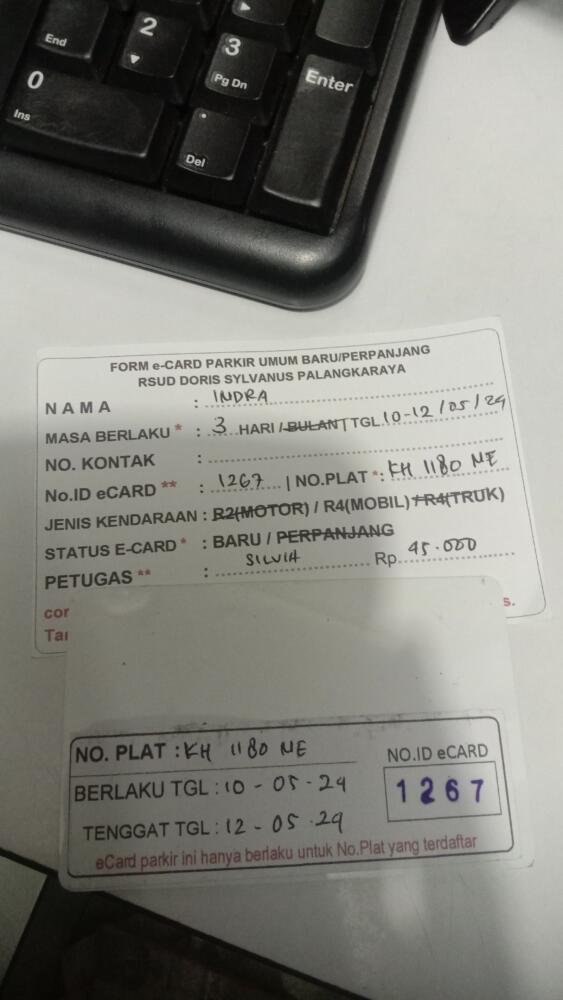 End
2
3
Pg Dn
Enter
0
Ins
Del
FORM e-CARD PARKIR UMUM BARU/PERPANJANG
RSUD DORIS SYLVANUS PALANGKARAYA
NAMA : INDRA
MASA BERLAKU * : 3 HARI / BULAN | TGL 10-12/05/24
NO. KONTAK :
No.ID eCARD ** : 1267 | NO.PLAT *: KH 1180 NE
JENIS KENDARAAN : R2(MOTOR) / R4(MOBIL) / R4(TRUK)
STATUS E-CARD * : BARU / PERPANJANG
PETUGAS ** : SILVIA Rp. 45.000
NO. PLAT : KH 1180 NE
NO.ID eCARD
BERLAKU TGL : 10 - 05 - 24
1267
TENGGAT TGL : 12 - 05 - 24
eCard parkir ini hanya berlaku untuk No.Plat yang terdaftar